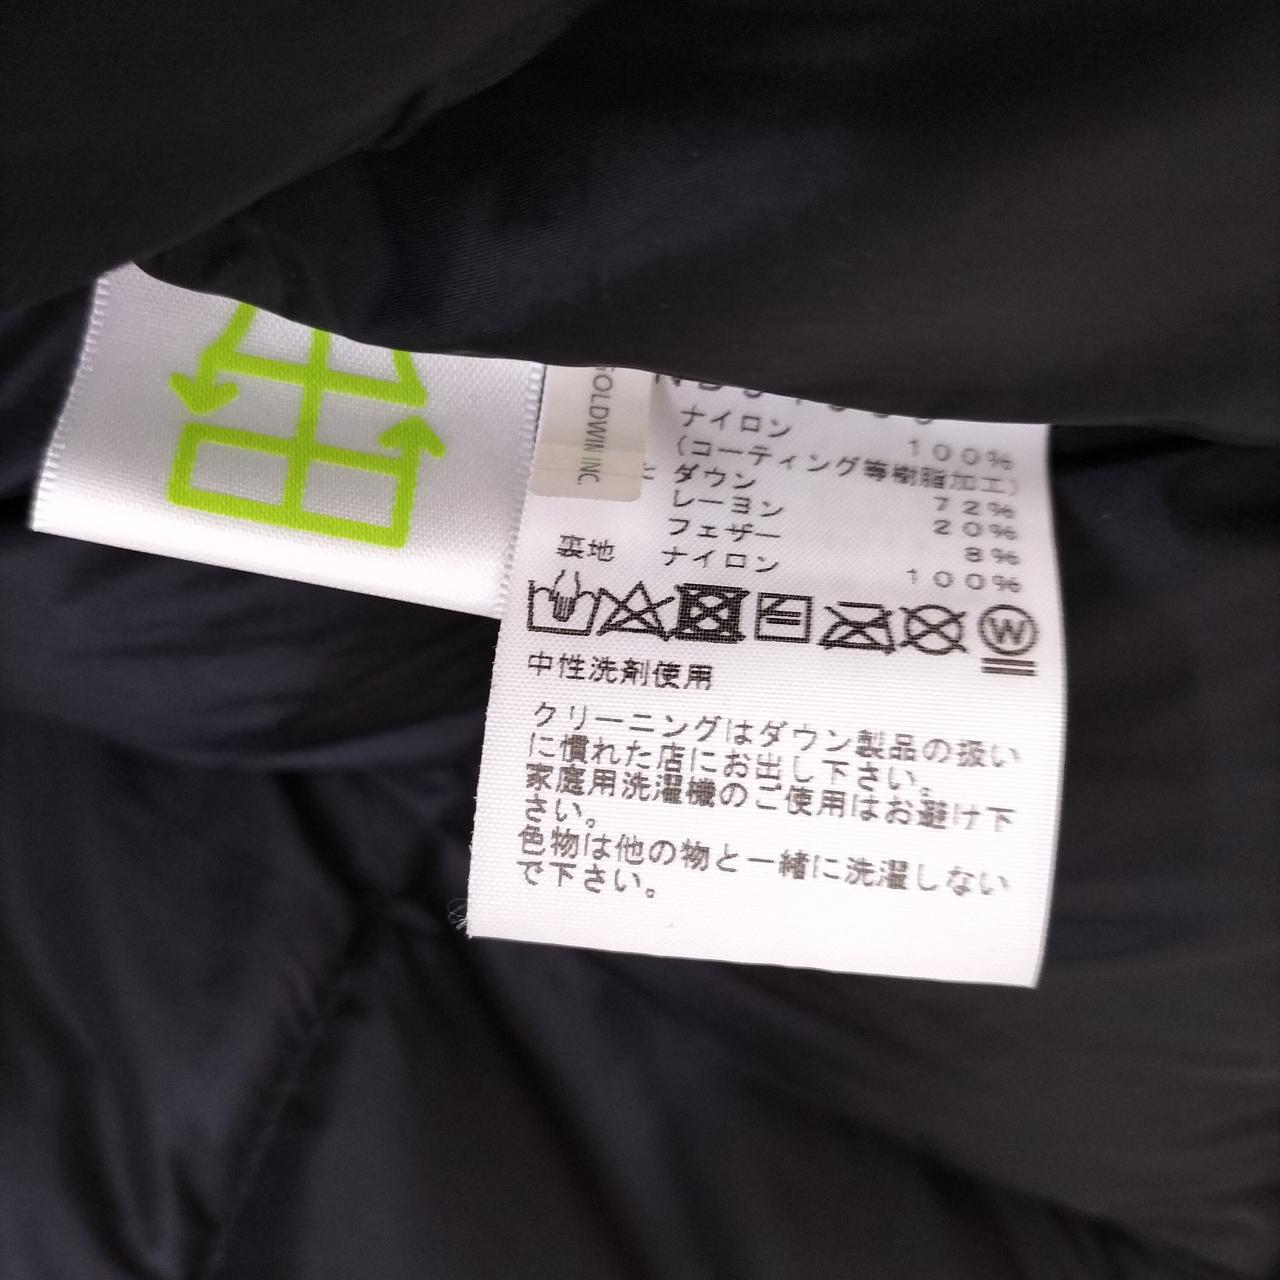 GOLDWIN INC.
ナイロン 100%
(コーティング等樹脂加工)
ダウン 72%
レーヨン 20%
フェザー 8%
裏地 ナイロン 100%
W
中性洗剤使用
クリーニングはダウン製品の扱い
に慣れた店にお出し下さい。
家庭用洗濯機のご使用はお避け下
さい。
色物は他の物と一緒に洗濯しない
で下さい。